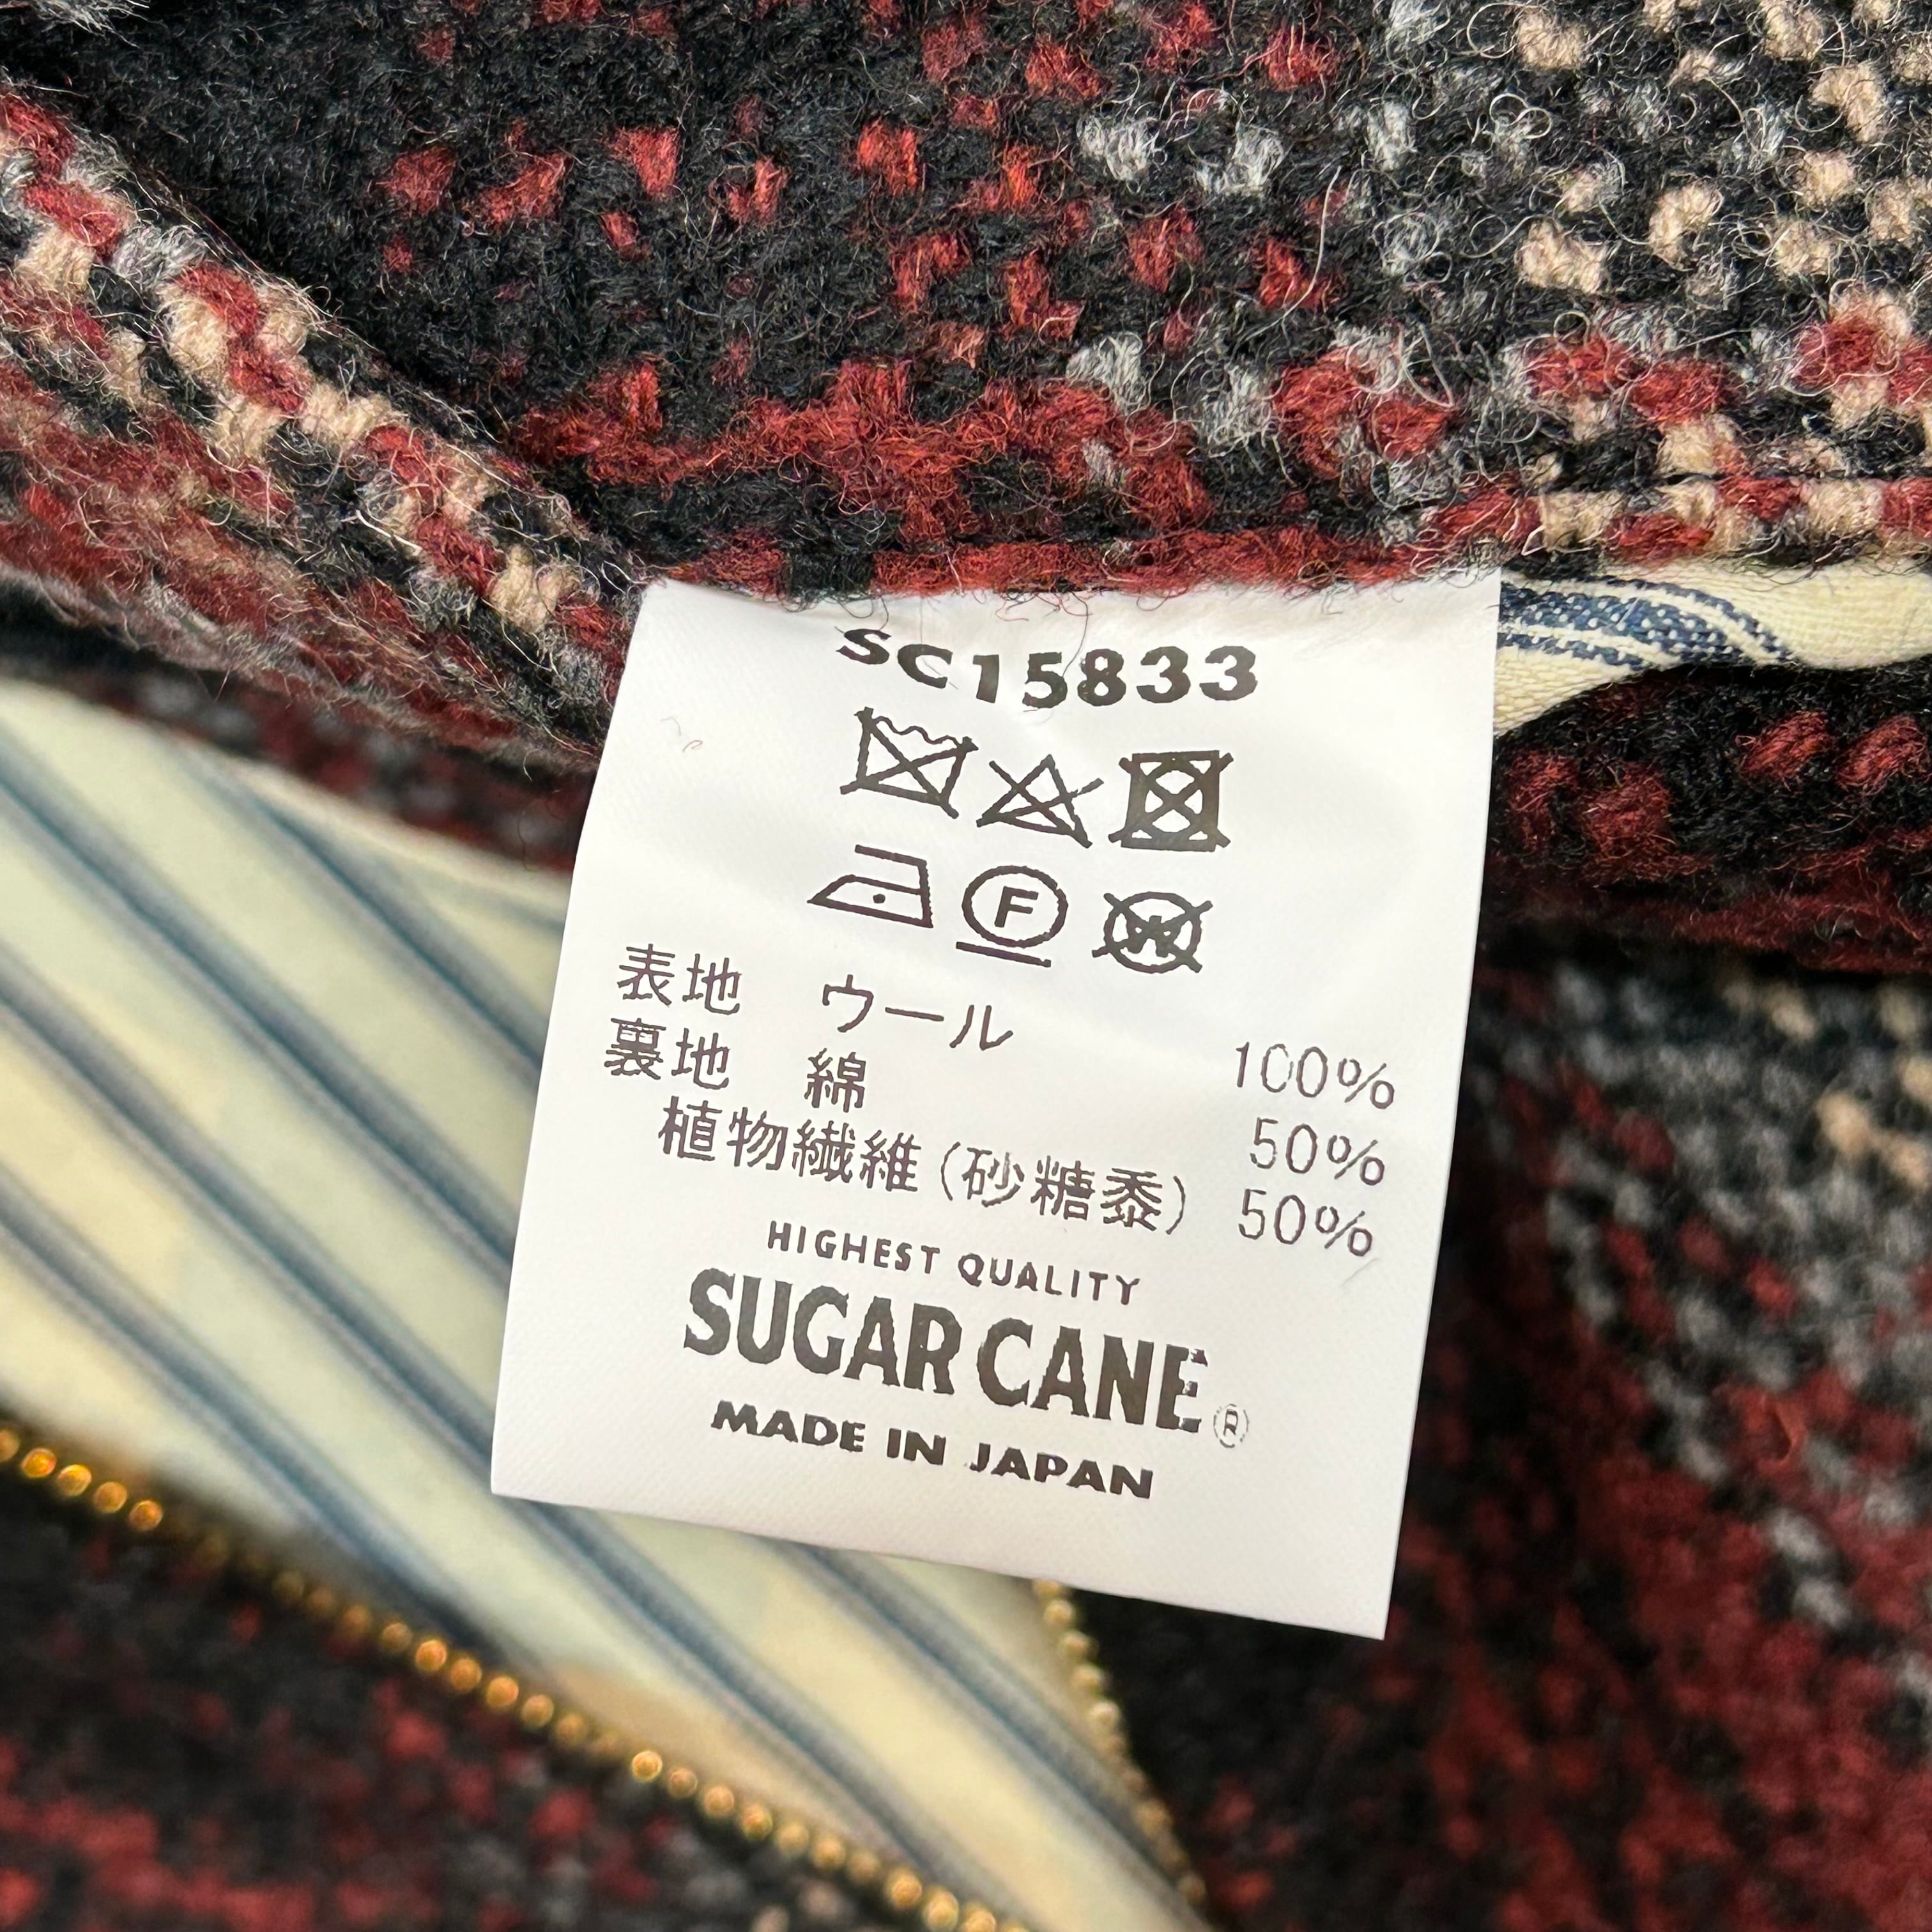 SC15833
F
W
表地 ウール 100%
裏地 綿 50%
植物繊維(砂糖黍) 50%
HIGHEST QUALITY
SUGAR CANE®
MADE IN JAPAN